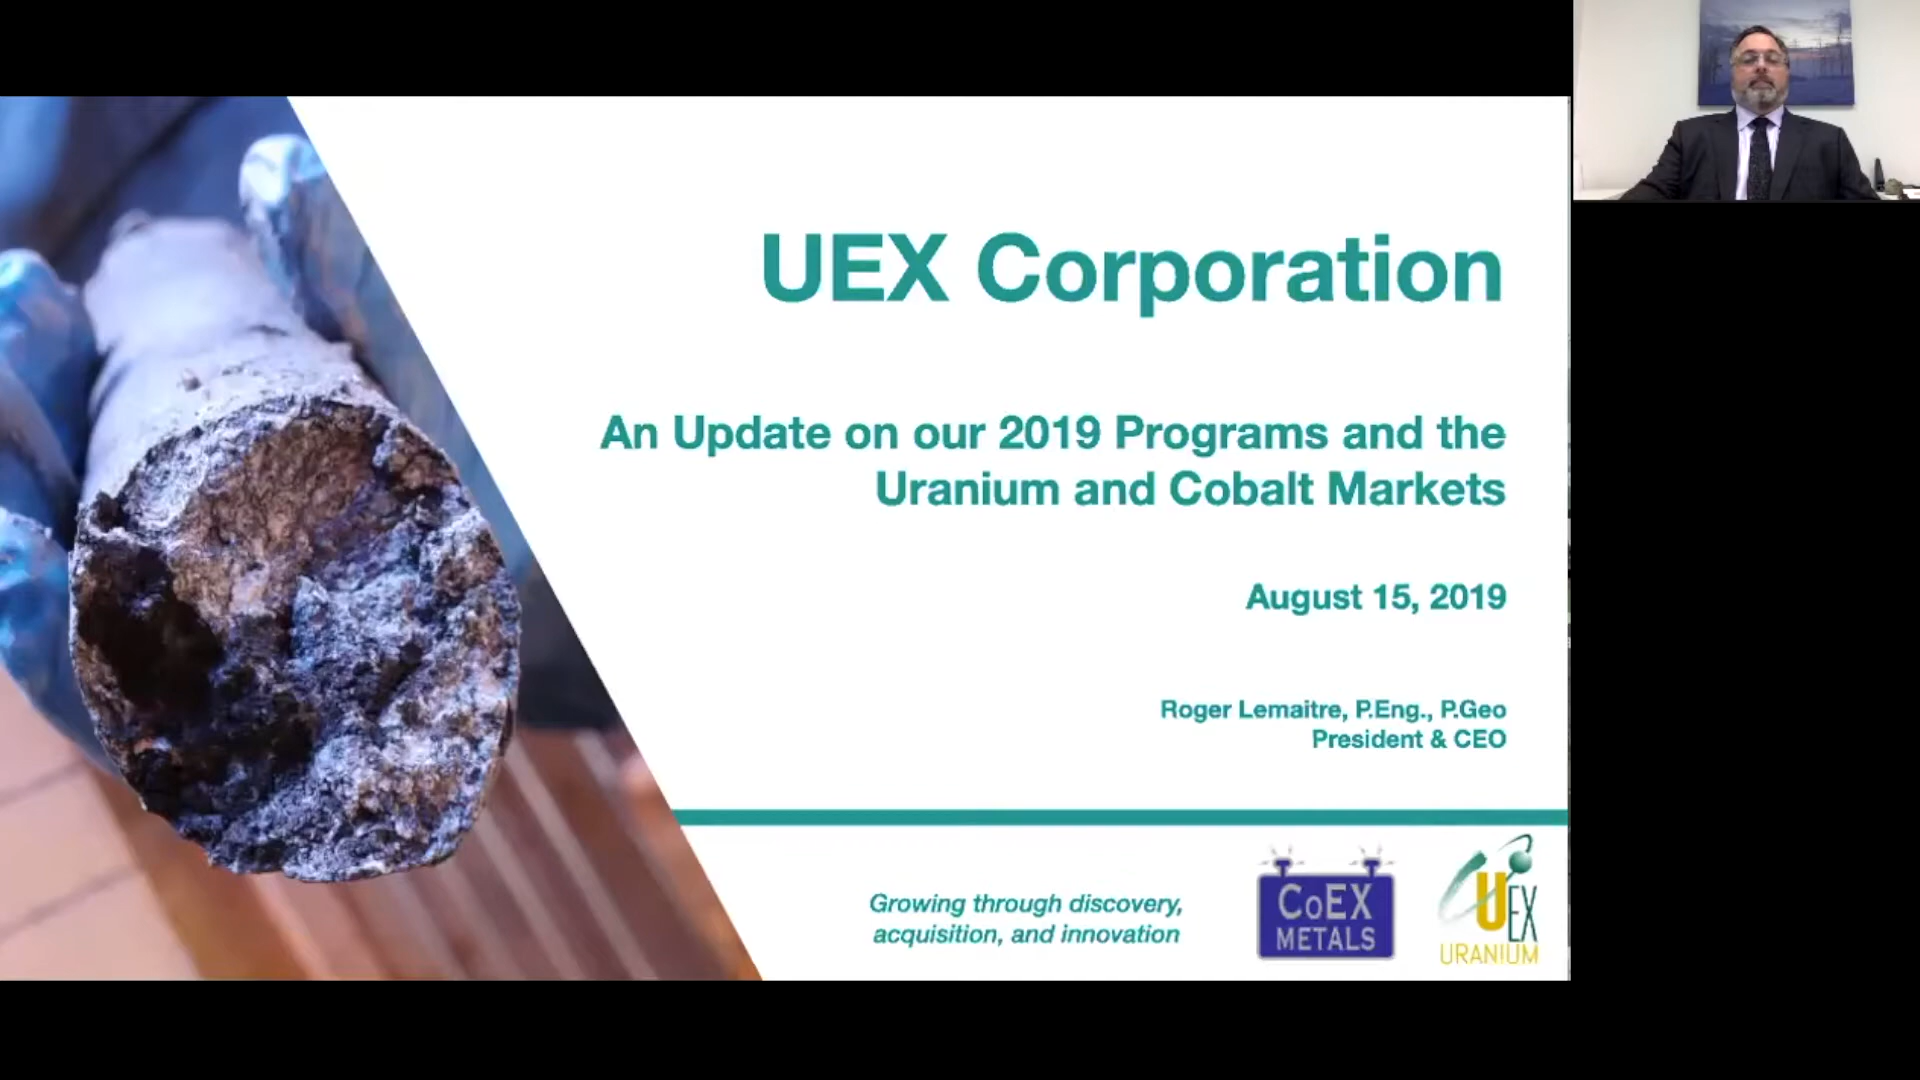 UEX Corporation
An Update on our 2019 Programs and the
Uranium and Cobalt Markets
August 15, 2019
Roger Lemaitre, P.Eng., P.Geo
President & CEO
Growing through discovery,
acquisition, and innovation
CoEX
METALS
UEX
URANIUM